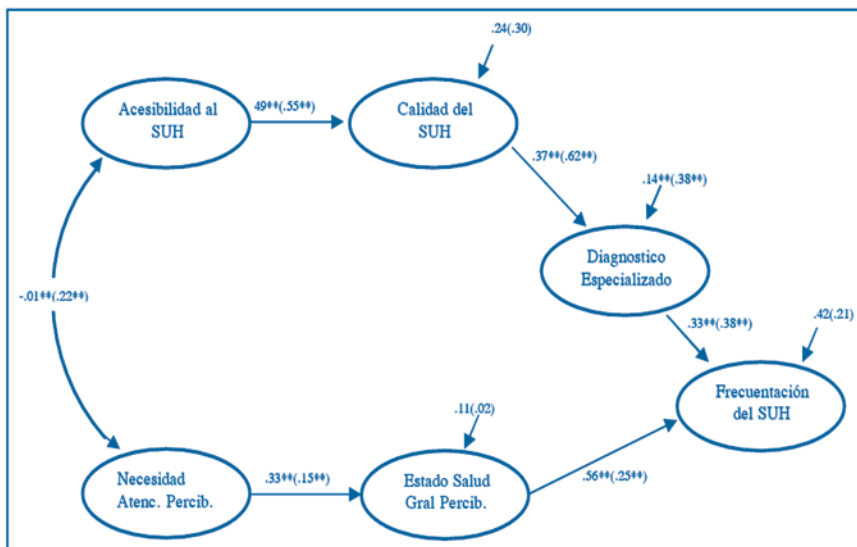 .24(.30)
Acesibilidad al
SUH
49**(.55**)
Calidad del
SUH
.37**(.62**)
.14**(.38**)
Diagnostico
Especializado
-.01**(.22**)
.33**(.38**)
.42(.21)
Frecuentación
del SUH
.11(.02)
Necesidad
Atenc. Percib.
.33**(.15**)
Estado Salud
Gral Percib.
.56**(.25**)